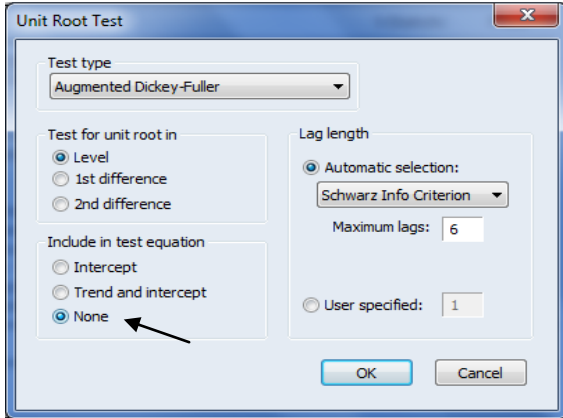 Unit Root Test
Test type
Augmented Dickey-Fuller
Test for unit root in
Level
1st difference
2nd difference
Include in test equation
Intercept
Trend and intercept
None
Lag length
Automatic selection:
Schwarz Info Criterion
Maximum lags: 6
User specified: 1
OK Cancel